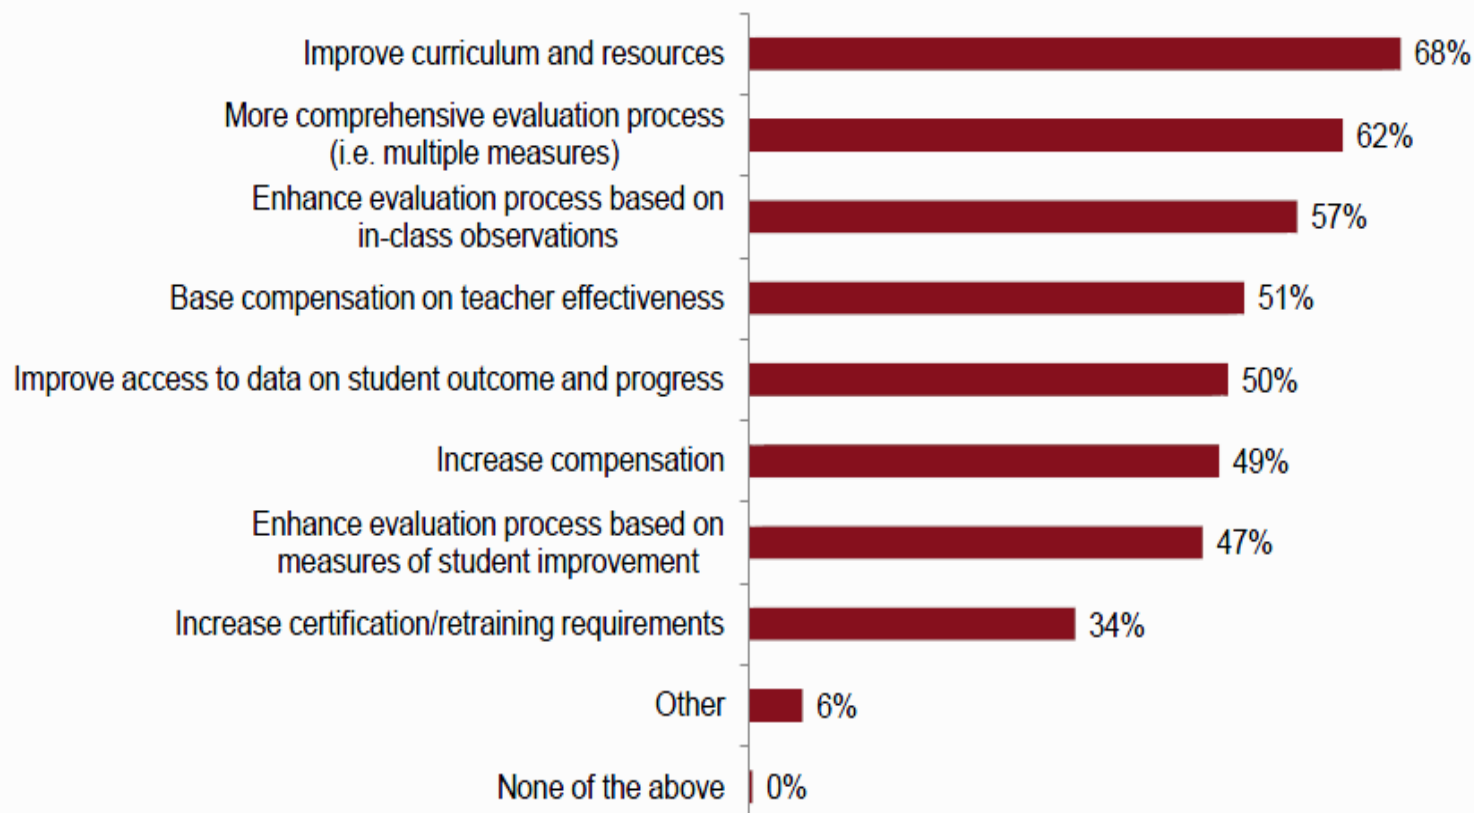 Improve curriculum and resources
68%
More comprehensive evaluation process
(i.e. multiple measures)
62%
Enhance evaluation process based on
in-class observations
57%
Base compensation on teacher effectiveness
51%
Improve access to data on student outcome and progress
50%
Increase compensation
49%
Enhance evaluation process based on
measures of student improvement
47%
Increase certification/retraining requirements
34%
Other
6%
None of the above
0%